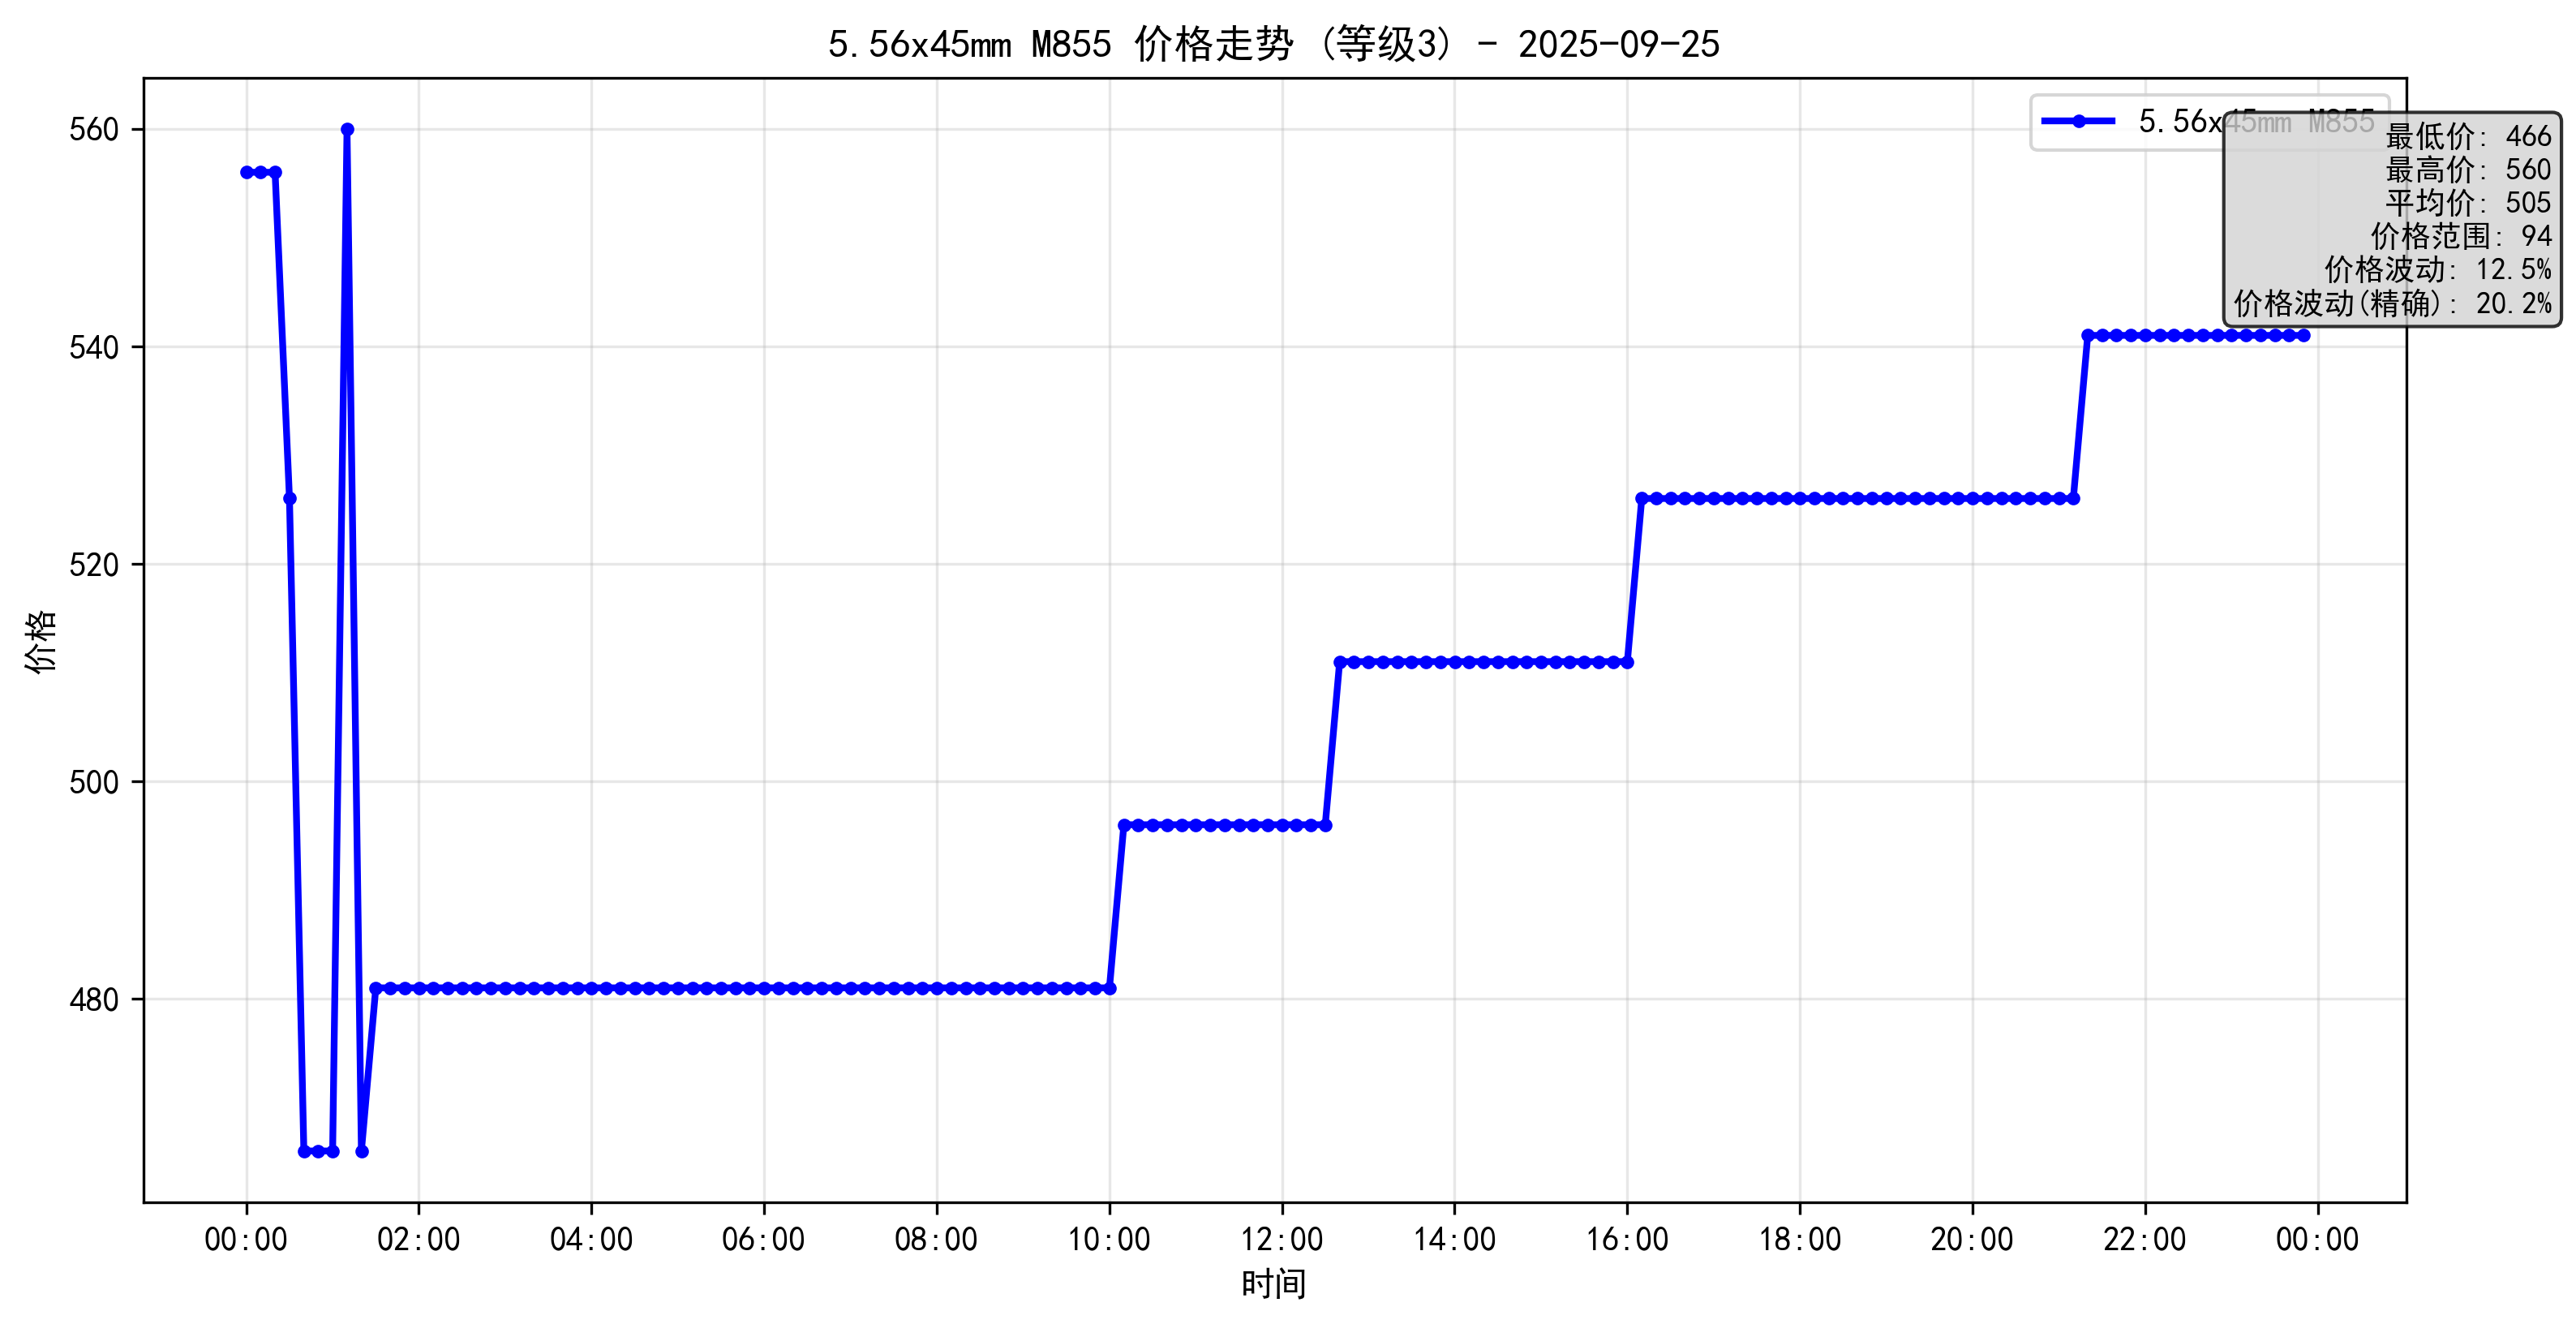 5.56x45mm M855 价格走势 (等级3) - 2025-09-25
5.56x45mm M855
最低价: 466
最高价: 560
平均价: 505
价格范围: 94
价格波动: 12.5%
价格波动(精确): 20.2%
560
540
520
500
480
价格
00:00 02:00 04:00 06:00 08:00 10:00 12:00 14:00 16:00 18:00 20:00 22:00 00:00
时间